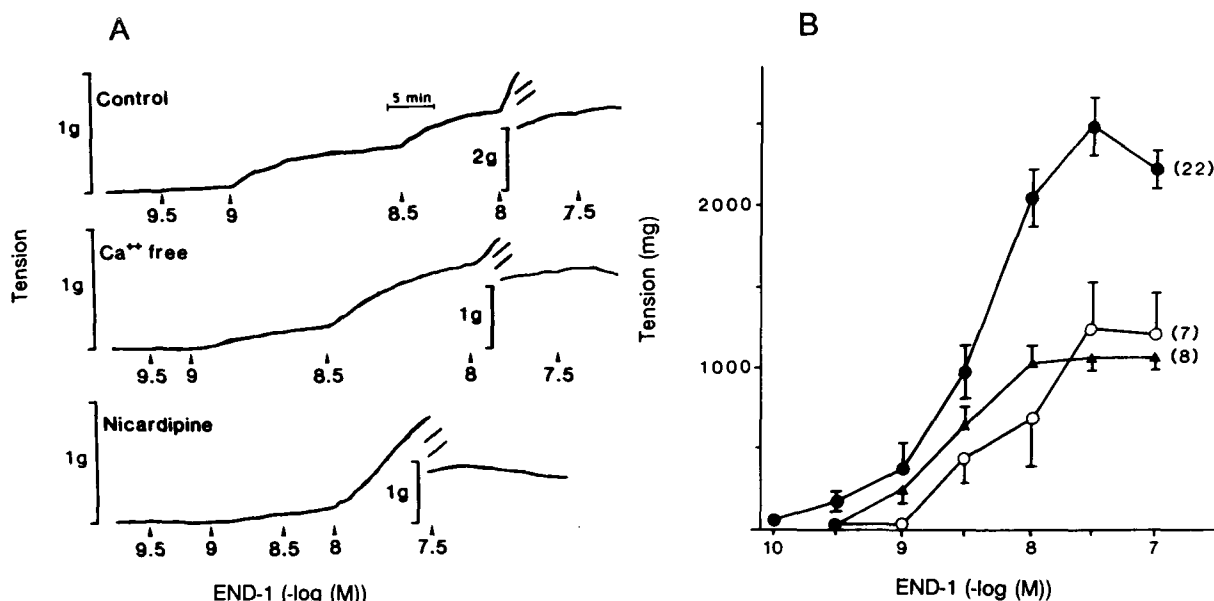 A
Control
1g
5 min
2g
9.5 9 8.5 8 7.5
Ca++ free
1g
1g
9.5 9 8.5 8 7.5
Nicardipine
1g
1g
9.5 9 8.5 8 7.5
Tension
END-1 (-log (M))
B
Tension (mg)
2000
1000
0
(22)
(7)
(8)
10 9 8 7
END-1 (-log (M))